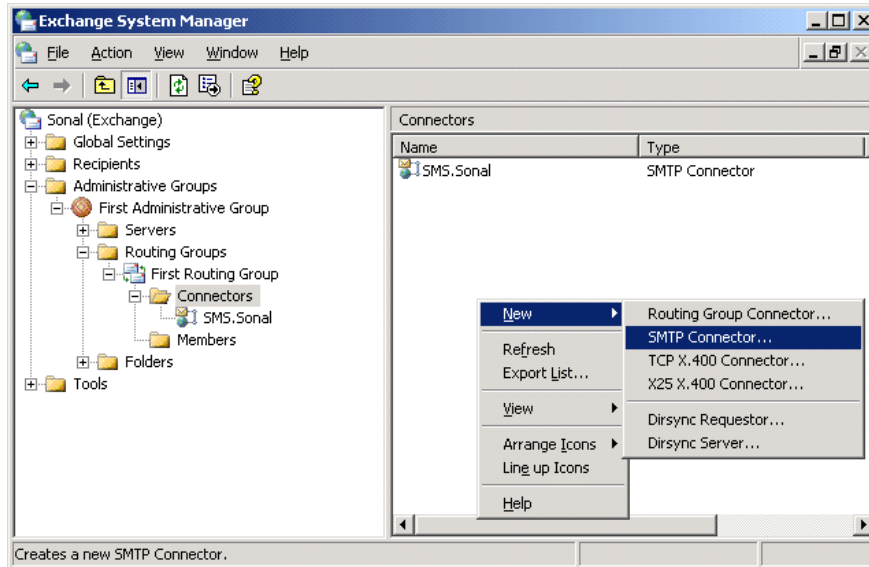 Exchange System Manager
File Action View Window Help
Sonal (Exchange)
Global Settings
Recipients
Administrative Groups
First Administrative Group
Servers
Routing Groups
First Routing Group
Connectors
SMS.Sonal
Members
Folders
Tools
Connectors
Name Type
SMS.Sonal SMTP Connector
New
Refresh
Export List...
View
Arrange Icons
Line up Icons
Help
Routing Group Connector...
SMTP Connector...
TCP X.400 Connector...
X25 X.400 Connector...
Dirsync Requestor...
Dirsync Server...
Creates a new SMTP Connector.